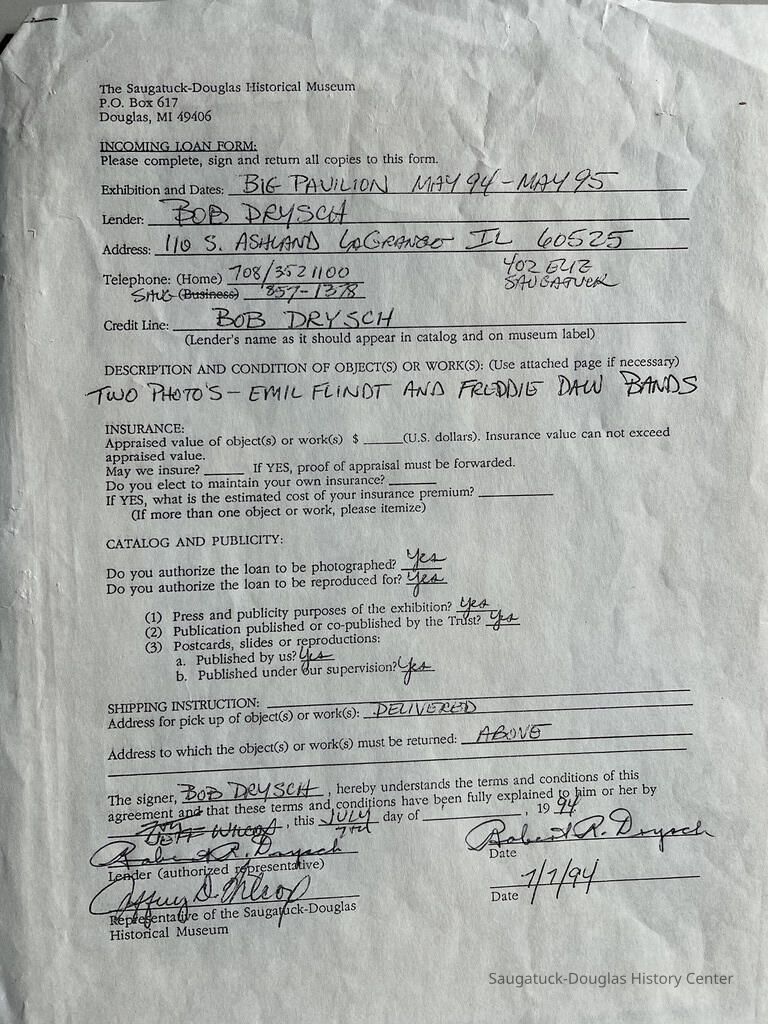 The Saugatuck-Douglas Historical Museum
P.O. Box 617
Douglas, MI 49406
INCOMING LOAN FORM:
Please complete, sign and return all copies to this form.
Exhibition and Dates: BIG PAVILION MAY 94 - MAY 95
Lender: BOB DRYSCH
Address: 110 S. ASHLAND LAGRANGE IL 60525
Telephone: (Home) 708/352 1100 402 ELIZ
SAUG (Business) 857-1378 SAUGATUCK
Credit Line: BOB DRYSCH
(Lender's name as it should appear in catalog and on museum label)
DESCRIPTION AND CONDITION OF OBJECT(S) OR WORK(S): (Use attached page if necessary)
TWO PHOTO'S - EMIL FLINDT AND FREDDIE DAW BANDS
INSURANCE:
Appraised value of object(s) or work(s) $ ______(U.S. dollars). Insurance value can not exceed
appraised value.
May we insure? ______ If YES, proof of appraisal must be forwarded.
Do you elect to maintain your own insurance? _______
If YES, what is the estimated cost of your insurance premium? ___________
(If more than one object or work, please itemize)
CATALOG AND PUBLICITY:
Do you authorize the loan to be photographed? Yes
Do you authorize the loan to be reproduced for? Yes
(1) Press and publicity purposes of the exhibition? Yes
(2) Publication published or co-published by the Trust? Yes
(3) Postcards, slides or reproductions:
a. Published by us? Yes
b. Published under our supervision? Yes
SHIPPING INSTRUCTION:
Address for pick up of object(s) or work(s): DELIVERED
Address to which the object(s) or work(s) must be returned: ABOVE
The signer, BOB DRYSCH, hereby understands the terms and conditions of this
agreement and that these terms and conditions have been fully explained to him or her by
JEFF WILCOX, this JULY 7TH day of ____________, 19 94.
Robert R. Drysch Robert R. Drysch
Lender (authorized representative) Date
Jeffrey D. Wilcox 7/7/94
Representative of the Saugatuck-Douglas Date
Historical Museum
Saugatuck-Douglas History Center